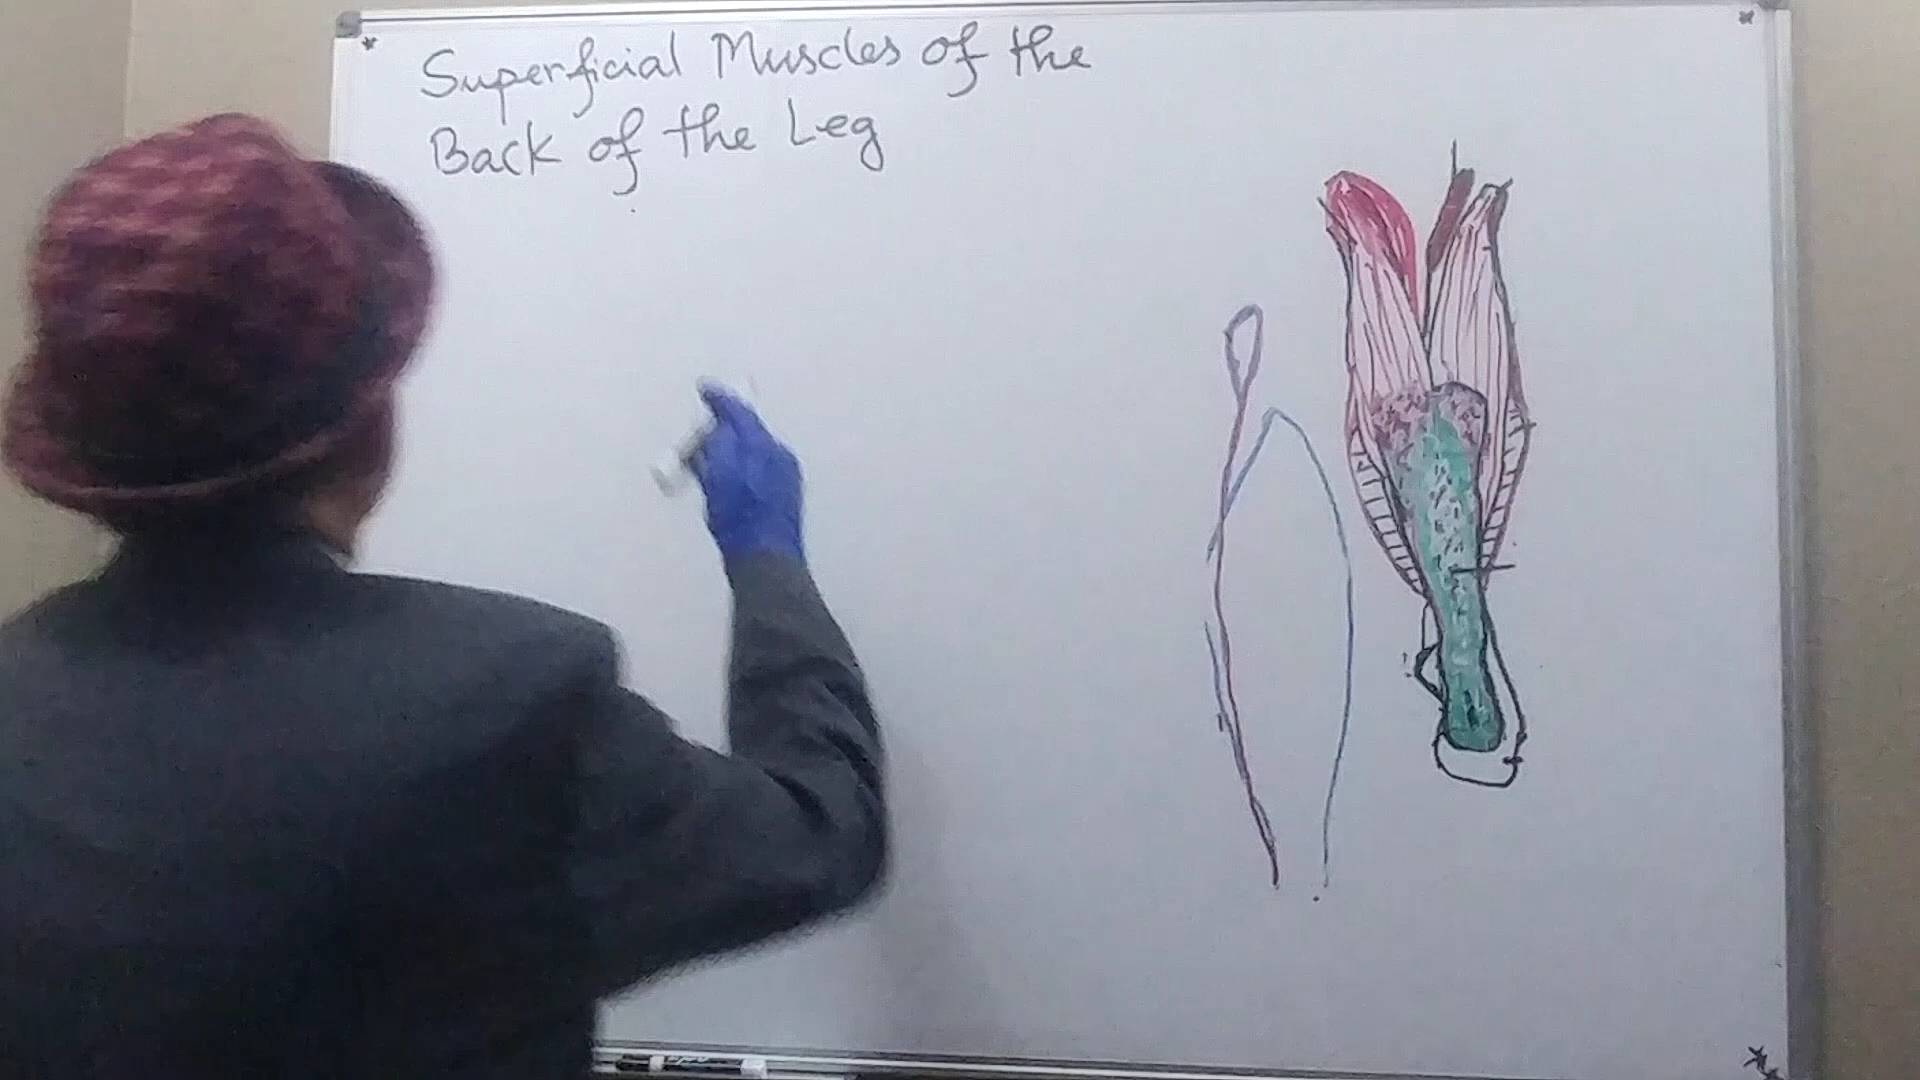 Superficial Muscles of the
Back of the Leg